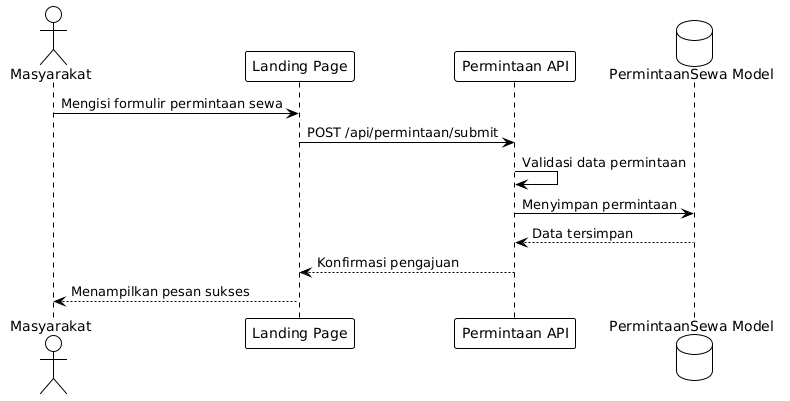 Masyarakat
Landing Page
Permintaan API
PermintaanSewa Model
Mengisi formulir permintaan sewa
POST /api/permintaan/submit
Validasi data permintaan
Menyimpan permintaan
Data tersimpan
Konfirmasi pengajuan
Menampilkan pesan sukses
Masyarakat
Landing Page
Permintaan API
PermintaanSewa Model